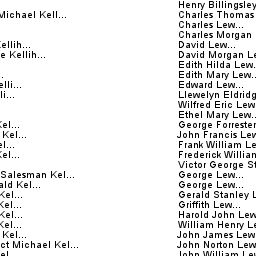 Henry Billingsley
Michael Kell... Charles Thomas
Charles Lew...
Charles Morgan
ellih... David Lew...
e Kellih... David Morgan Le
Edith Hilda Lew.
.. Edith Mary Lew..
elli... Edward Lew...
li... Llewelyn Eldridg
Wilfred Eric Lew
Ethel Mary Lew..
el... George Forrester
Kel... John Francis Lew
l... Frank William Le
el... Frederick William
Victor George St
Salesman Kel... George Lew...
ald Kel... George Lew...
Kel... Gerald Stanley L
Kel... Griffith Lew...
Kel... Harold John Lew
Kel... William Henry L
Kel... John James Lew
ct Michael Kel... John Norton Lew
el John William Lew